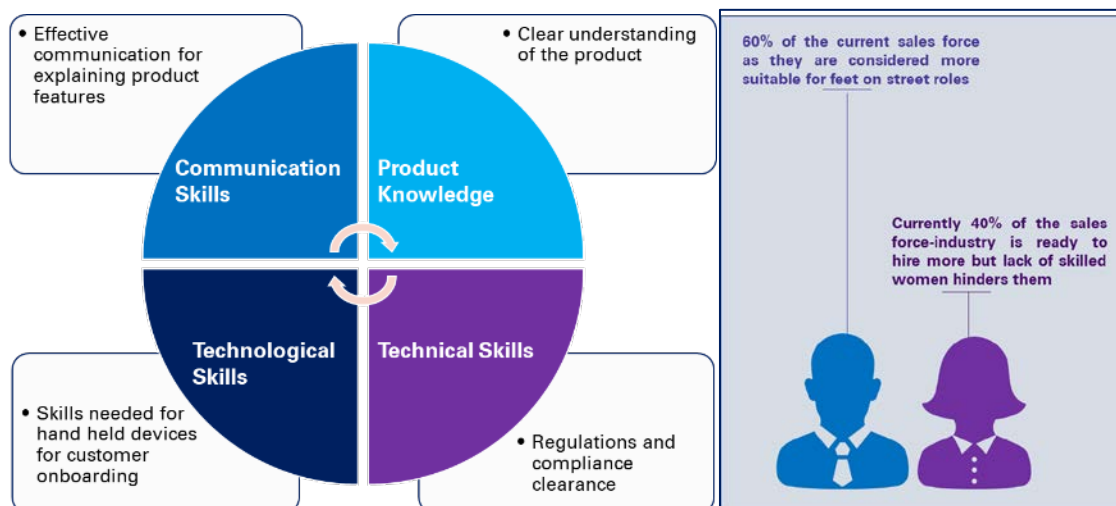 • Effective
communication for
explaining product
features
• Clear understanding
of the product
Communication
Skills
Product
Knowledge
Technological
Skills
Technical Skills
• Skills needed for
hand held devices
for customer
onboarding
• Regulations and
compliance
clearance
60% of the current sales force
as they are considered more
suitable for feet on street roles
Currently 40% of the sales
force-industry is ready to
hire more but lack of skilled
women hinders them